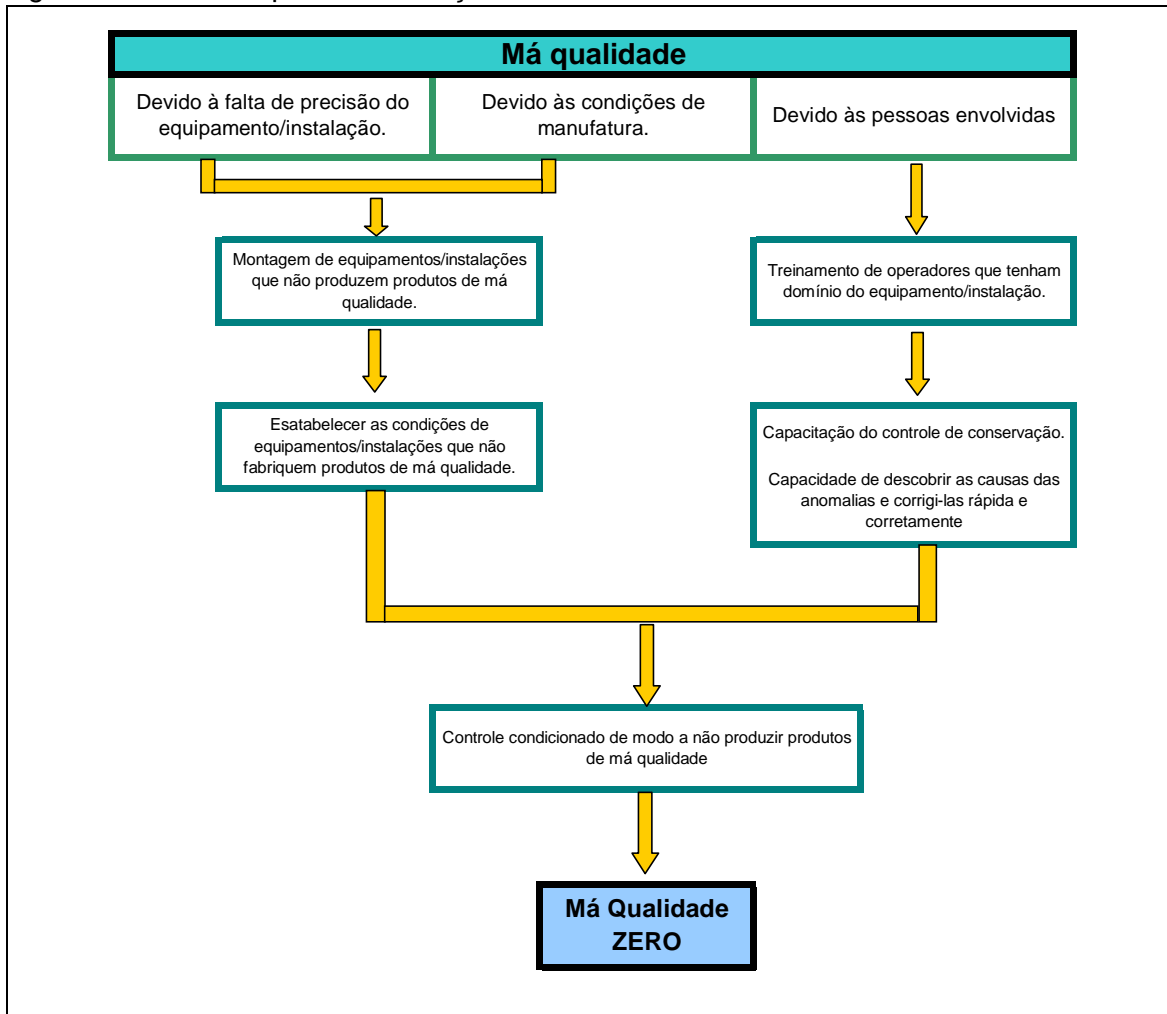 Má qualidade
Devido à falta de precisão do
equipamento/instalação.
Devido às condições de
manufatura.
Devido às pessoas envolvidas
Montagem de equipamentos/instalações
que não produzem produtos de má
qualidade.
Treinamento de operadores que tenham
domínio do equipamento/instalação.
Esatabelecer as condições de
equipamentos/instalações que não
fabriquem produtos de má qualidade.
Capacitação do controle de conservação.
Capacidade de descobrir as causas das
anomalias e corrigi-las rápida e
corretamente
Controle condicionado de modo a não produzir produtos
de má qualidade
Má Qualidade
ZERO